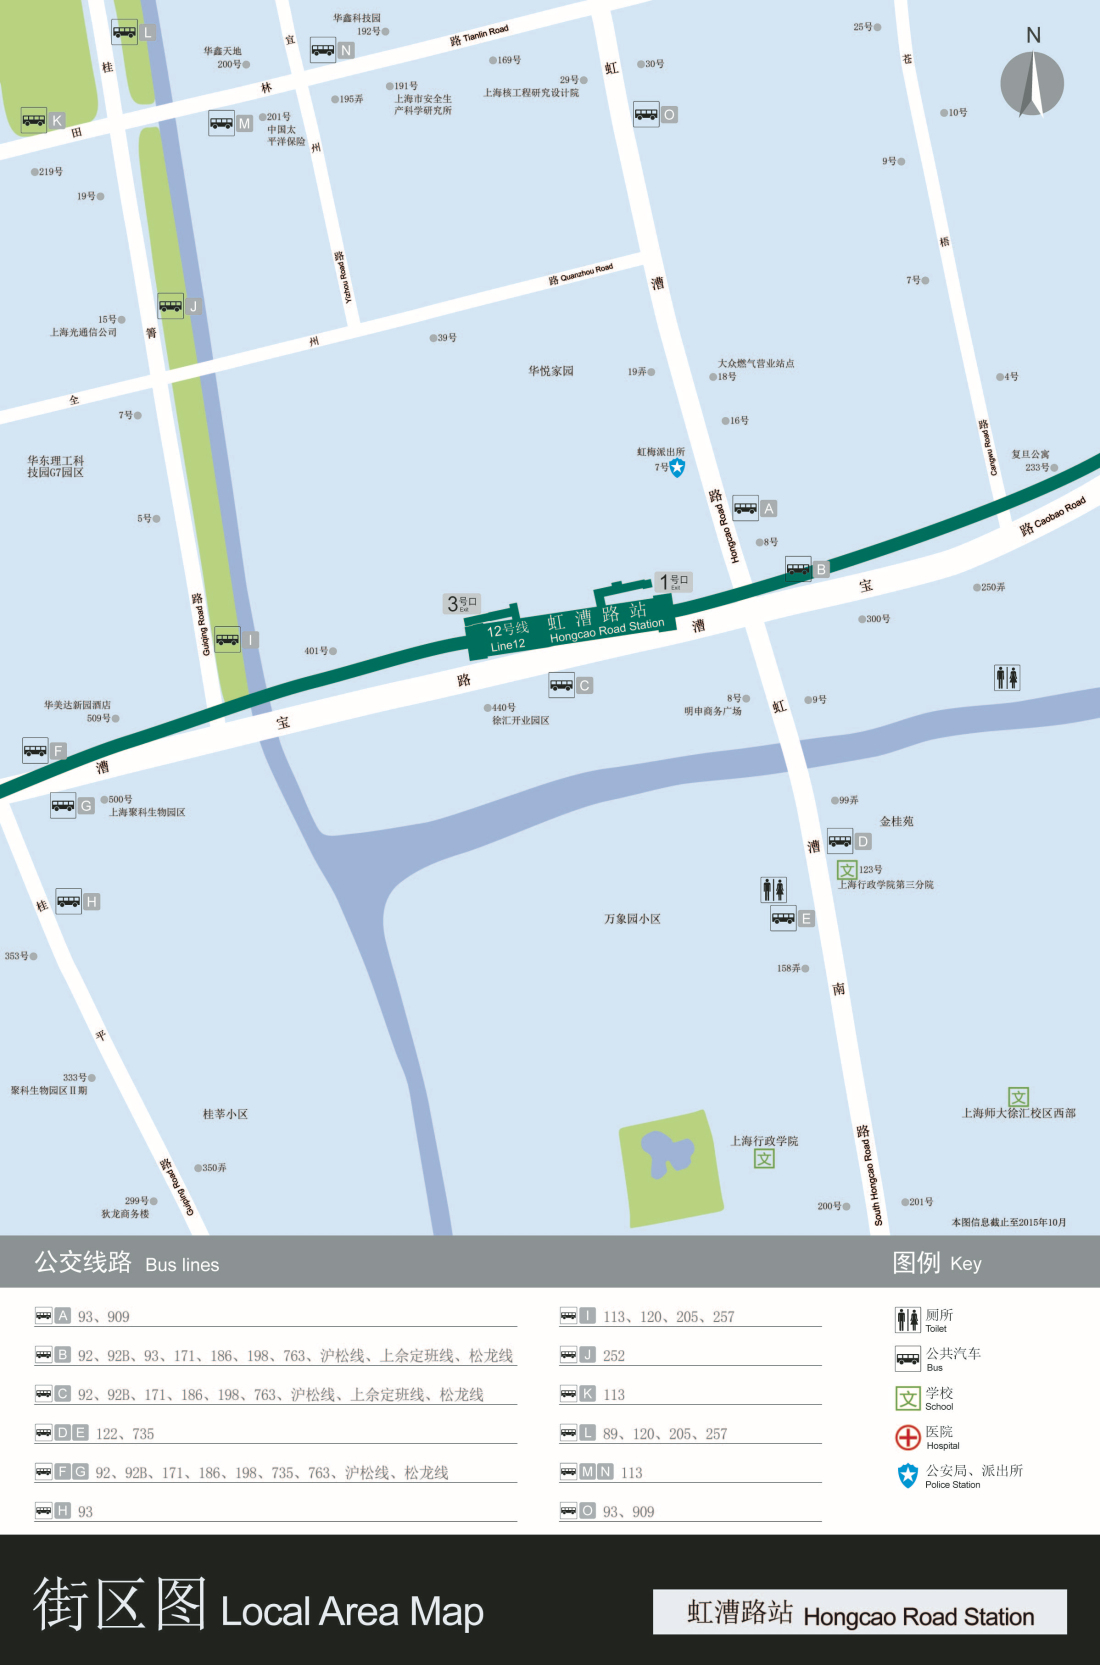 华鑫科技园
192号
L
宜
N
路 Tianlin Road
25号
N
华鑫天地
200号
桂
169号
虹
30号
苍
林
191号
上海市安全生
产科学研究所
29号
上海核工程研究设计院
195弄
K
田
M
201号
中国太
平洋保险
O
10号
州
219号
9号
19号
梧
路 Yizhou Road
路 Quanzhou Road
漕
7号
J
15号
上海光通信公司
箐
州
39号
华悦家园
19弄
大众燃气营业站点
18号
4号
全
7号
16号
路 Cangwu Road
华东理工科
技园G7园区
虹梅派出所
7号
复旦公寓
233号
路 Hongcao Road
A
5号
路 Caobao Road
8号
B
宝
1号口
Exit
3号口
Exit
250弄
路 Guiqing Road
12号线
Line12
虹漕路站
Hongcao Road Station
300号
漕
I
401号
路
C
华美达新园酒店
509号
440号
徐汇开业园区
8号
明申商务广场
虹
9号
宝
F
漕
G
500号
上海聚科生物园区
99弄
金桂苑
漕
D
文
123号
上海行政学院第三分院
H
桂
万象园小区
E
353号
158弄
南
平
333号
聚科生物园区Ⅱ期
桂莘小区
文
上海师大徐汇校区西部
路 Guiping Road
350弄
上海行政学院
文
路 South Hongcao Road
299号
狄龙商务楼
200号
201号
本图信息截止至2015年10月
公交线路 Bus lines
图例 Key
A 93、909
B 92、92B、93、171、186、198、763、沪松线、上佘定班线、松龙线
C 92、92B、171、186、198、763、沪松线、上佘定班线、松龙线
D E 122、735
F G 92、92B、171、186、198、735、763、沪松线、松龙线
H 93
I 113、120、205、257
J 252
K 113
L 89、120、205、257
M N 113
O 93、909
厕所
Toilet
公共汽车
Bus
文 学校
School
医院
Hospital
公安局、派出所
Police Station
街区图 Local Area Map
虹漕路站 Hongcao Road Station